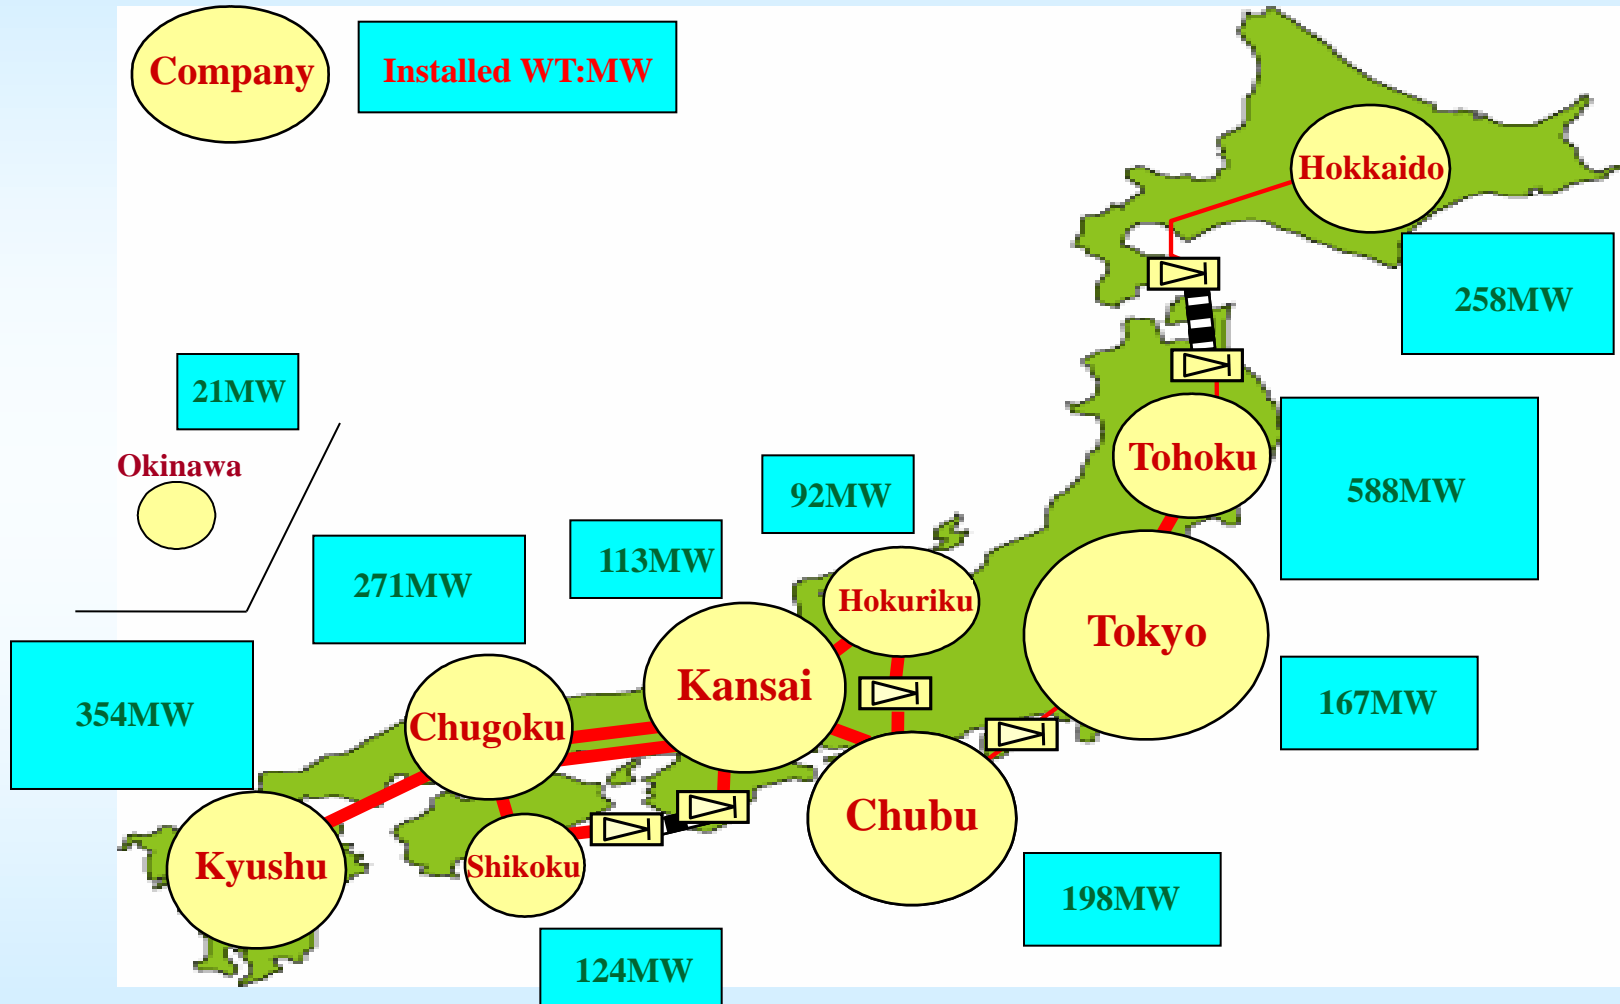 Company
Installed WT:MW
Hokkaido
258MW
21MW
Okinawa
Tohoku
588MW
92MW
113MW
271MW
Hokuriku
Tokyo
167MW
354MW
Kansai
Chugoku
Chubu
Kyushu
Shikoku
198MW
124MW